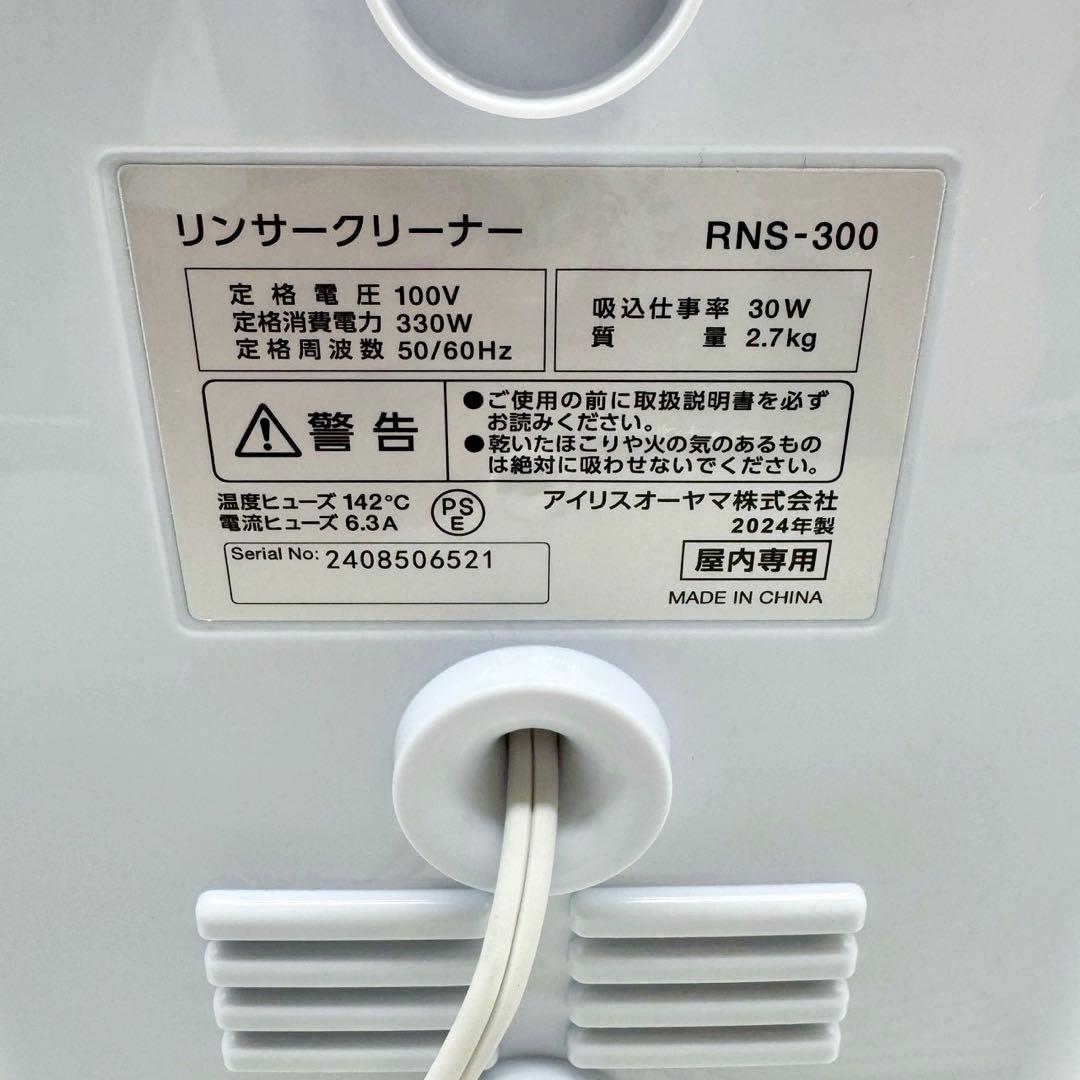 リンサークリーナー RNS-300
定格電圧 100V
定格消費電力 330W
定格周波数 50/60Hz
吸込仕事率 30W
質量 2.7kg
警告
●ご使用の前に取扱説明書を必ず
お読みください。
●乾いたほこりや火の気のあるもの
は絶対に吸わせないでください。
温度ヒューズ 142℃
電流ヒューズ 6.3A
PS
E
アイリスオーヤマ株式会社
2024年製
Serial No: 2408506521
屋内専用
MADE IN CHINA